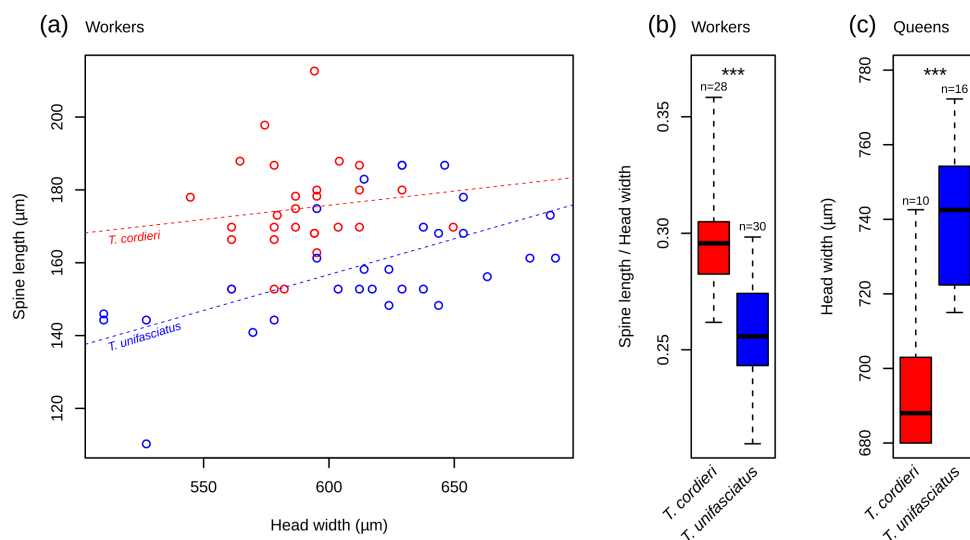 (a) Workers
200
180
160
140
120
Spine length (µm)
T. cordieri
T. unifasciatus
550 600 650
Head width (µm)
(b) Workers
***
n=28
n=30
0.35
0.30
0.25
Spine length / Head width
T. cordieri
T. unifasciatus
(c) Queens
***
n=16
n=10
780
760
740
720
700
680
Head width (µm)
T. cordieri
T. unifasciatus